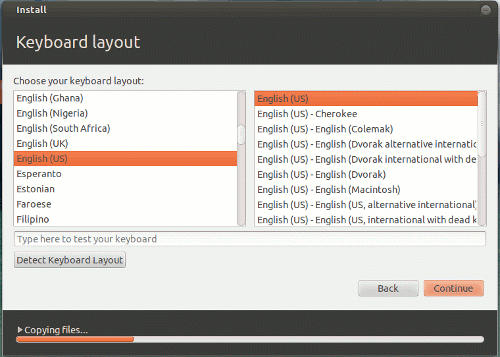 Install
Keyboard layout
Choose your keyboard layout:
English (Ghana)
English (Nigeria)
English (South Africa)
English (UK)
English (US)
Esperanto
Estonian
Faroese
Filipino
English (US)
English (US) - Cherokee
English (US) - English (Colemak)
English (US) - English (Dvorak alternative internatic
English (US) - English (Dvorak international with dea
English (US) - English (Dvorak)
English (US) - English (Macintosh)
English (US) - English (US, alternative international)
English (US) - English (US, international with dead k
Type here to test your keyboard
Detect Keyboard Layout
Back
Continue
Copying files...